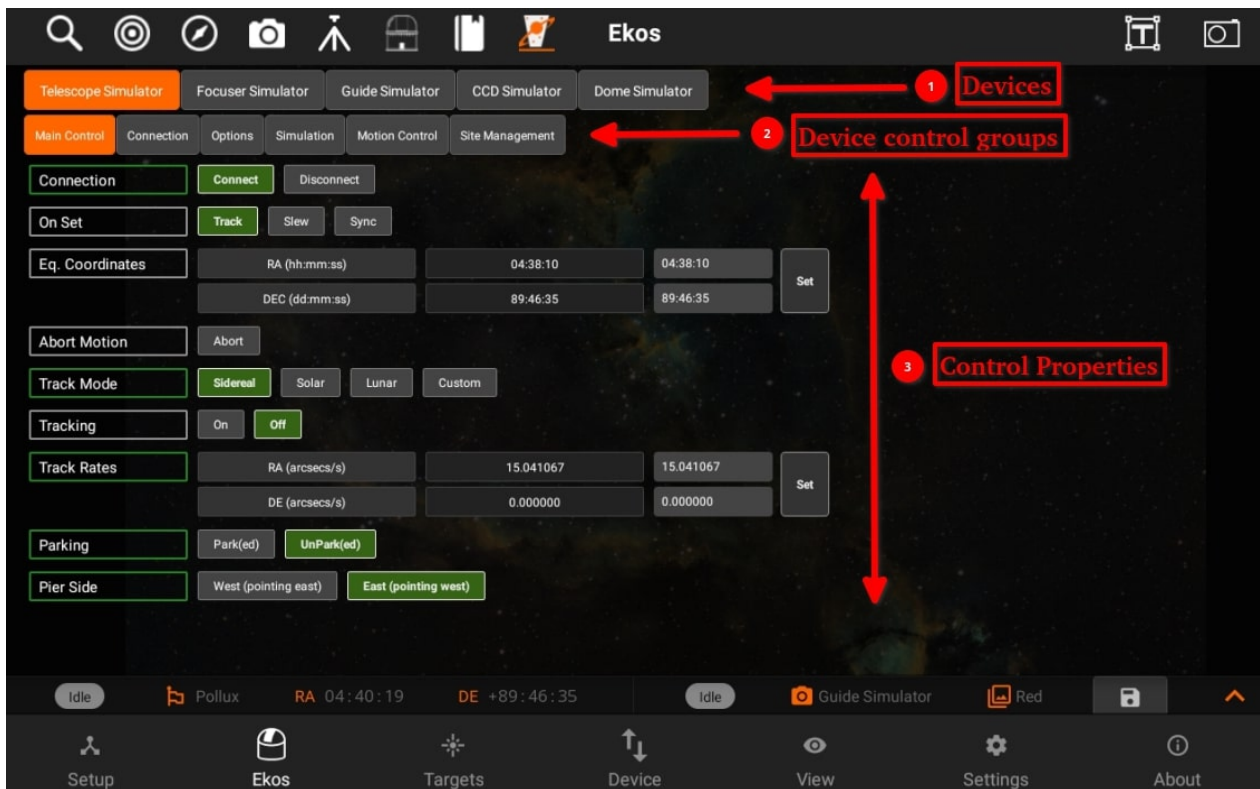 Ekos
Telescope Simulator Focuser Simulator Guide Simulator CCD Simulator Dome Simulator 1 Devices
Main Control Connection Options Simulation Motion Control Site Management 2 Device control groups
Connection Connect Disconnect
On Set Track Slew Sync
Eq. Coordinates RA (hh:mm:ss) 04:38:10 04:38:10 Set
DEC (dd:mm:ss) 89:46:35 89:46:35
Abort Motion Abort
3 Control Properties
Track Mode Sidereal Solar Lunar Custom
Tracking On Off
Track Rates RA (arcsecs/s) 15.041067 15.041067 Set
DE (arcsecs/s) 0.000000 0.000000
Parking Park(ed) UnPark(ed)
Pier Side West (pointing east) East (pointing west)
Idle Pollux RA 04:40:19 DE +89:46:35 Idle Guide Simulator Red
Setup Ekos Targets Device View Settings About